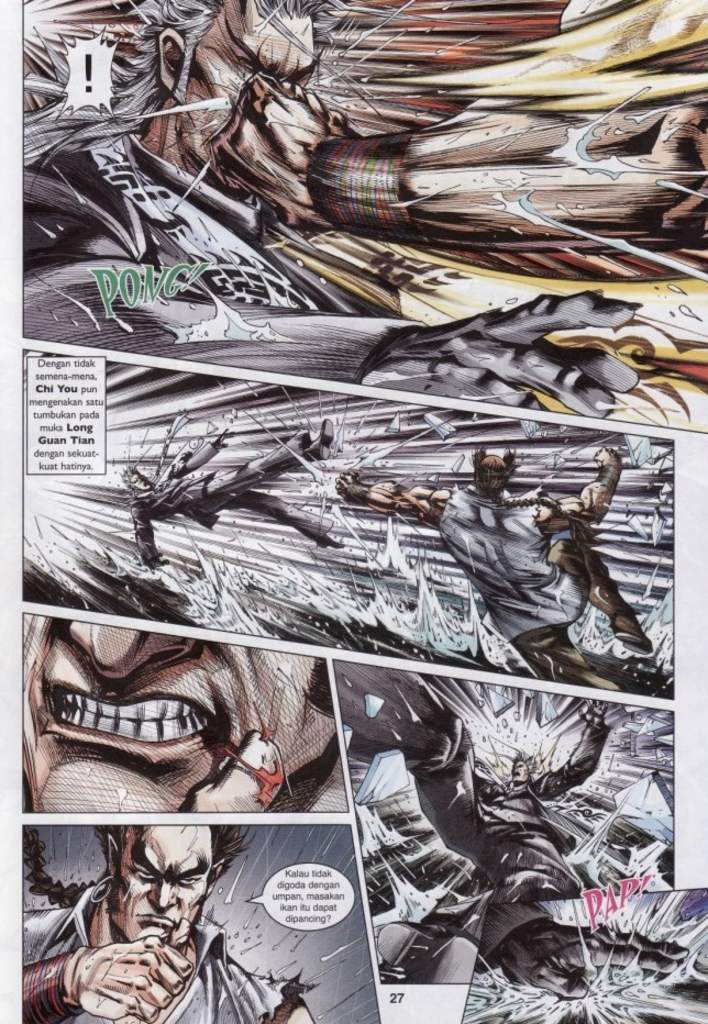 !
PONG!
Dengan tidak
semena-mena,
Chi You pun
mengenakan satu
tumbukan pada
muka Long
Guan Tian
dengan sekuat-
kuat hatinya.
PAP!
Kalau tidak
digoda dengan
umpan, masakan
ikan itu dapat
dipancing?
27